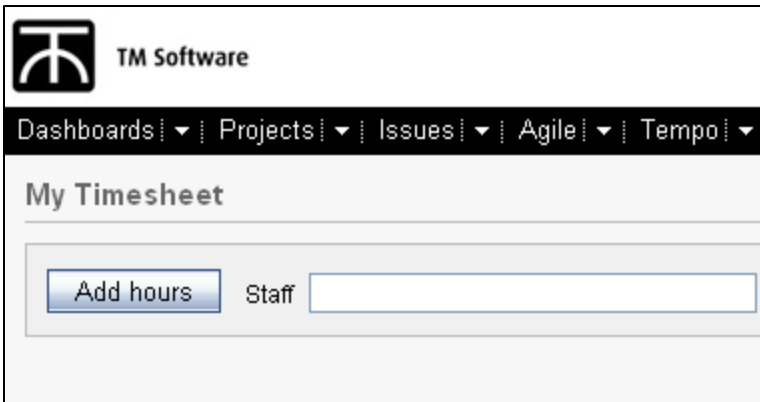 TM Software
Dashboards Projects Issues Agile Tempo
My Timesheet
Add hours Staff